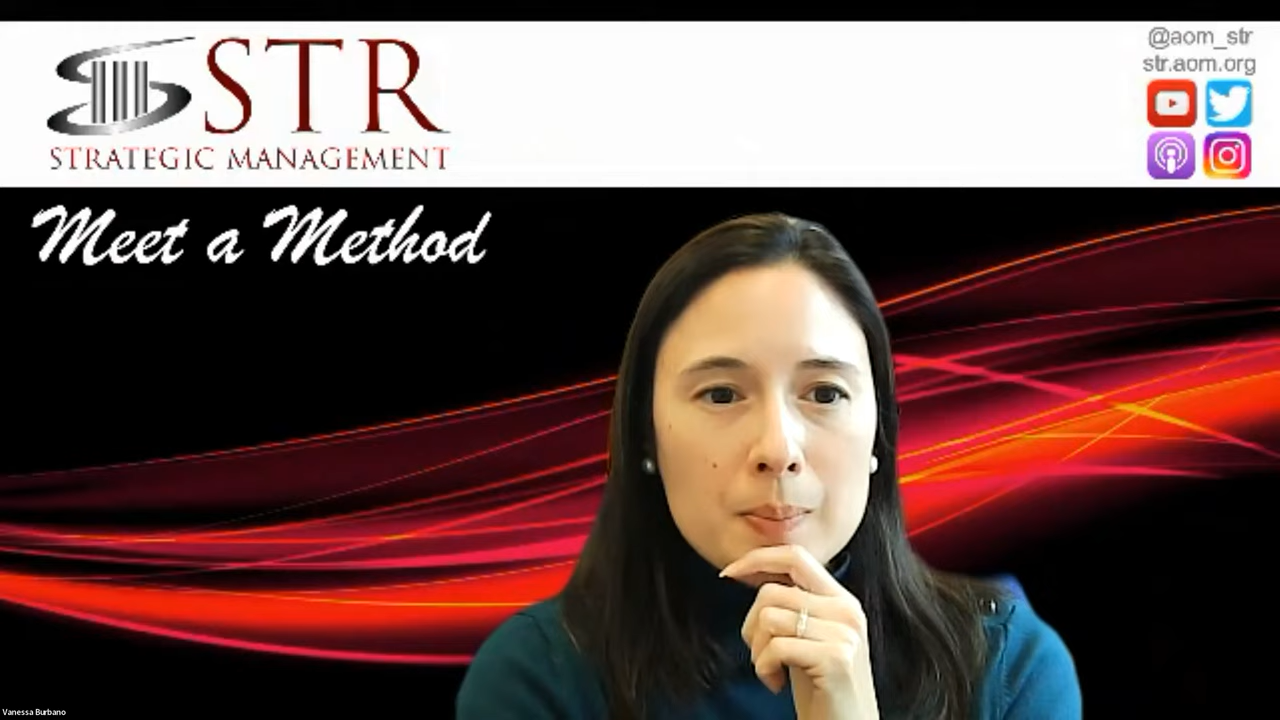 STR
STRATEGIC MANAGEMENT
@aom_str
str.aom.org
Meet a Method
Vanessa Burbano